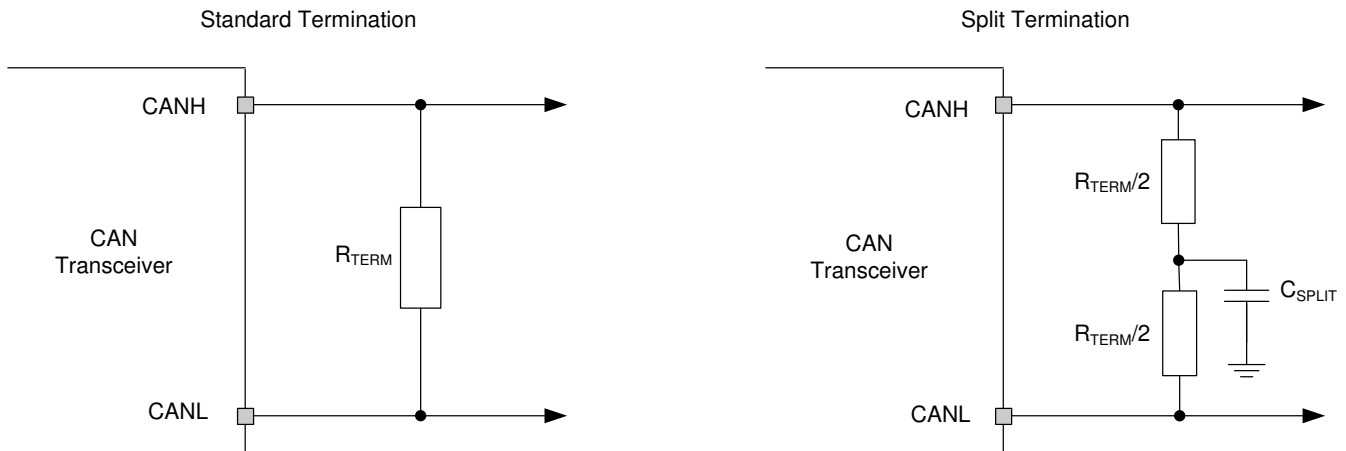 Standard Termination
CANH
CAN
Transceiver
RTERM
CANL
Split Termination
CANH
RTERM/2
CAN
Transceiver
CSPLIT
RTERM/2
CANL